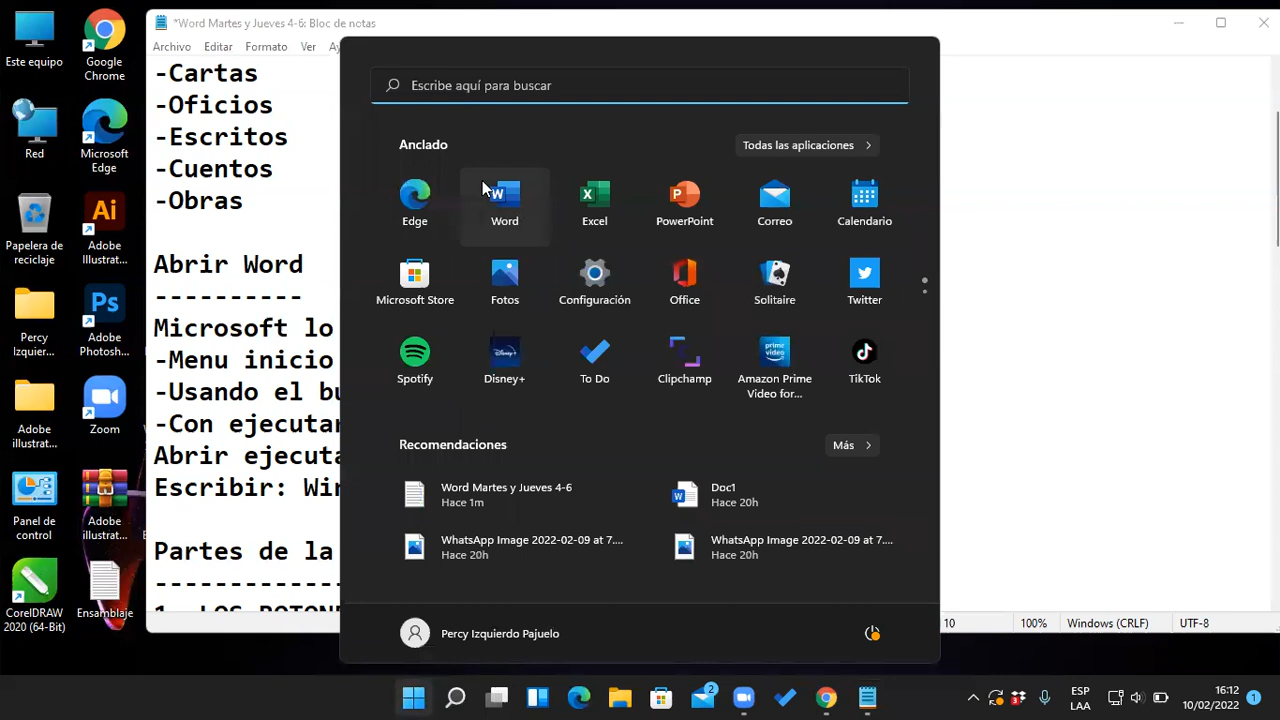 Este equipo
Google
Chrome
Red
Microsoft
Edge
Papelera de
reciclaje
Adobe
Illustrat...
Percy
Izquier...
Adobe
Photosh...
Adobe
illustrat...
Zoom
Panel de
control
Adobe
illustrat...
CorelDRAW
2020 (64-Bit)
Ensamblaje
*Word Martes y Jueves 4-6: Bloc de notas
Archivo Editar Formato Ver Ay
-Cartas
-Oficios
-Escritos
-Cuentos
-Obras
Abrir Word
----------
Microsoft lo
-Menu inicio
-Usando el bu
-Con ejecutar
Abrir ejecuta
Escribir: Win
Partes de la
-------------
1. LOS BOTONE
10 100% Windows (CRLF) UTF-8
Escribe aquí para buscar
Anclado
Todas las aplicaciones >
Edge Word Excel PowerPoint Correo Calendario
Microsoft Store Fotos Configuración Office Solitaire Twitter
Spotify Disney+ To Do Clipchamp Amazon Prime
Video for... TikTok
Recomendaciones
Más >
Word Martes y Jueves 4-6
Hace 1m
Doc1
Hace 20h
WhatsApp Image 2022-02-09 at 7....
Hace 20h
WhatsApp Image 2022-02-09 at 7....
Hace 20h
Percy Izquierdo Pajuelo
2
3
ESP
LAA
16:12
10/02/2022
1